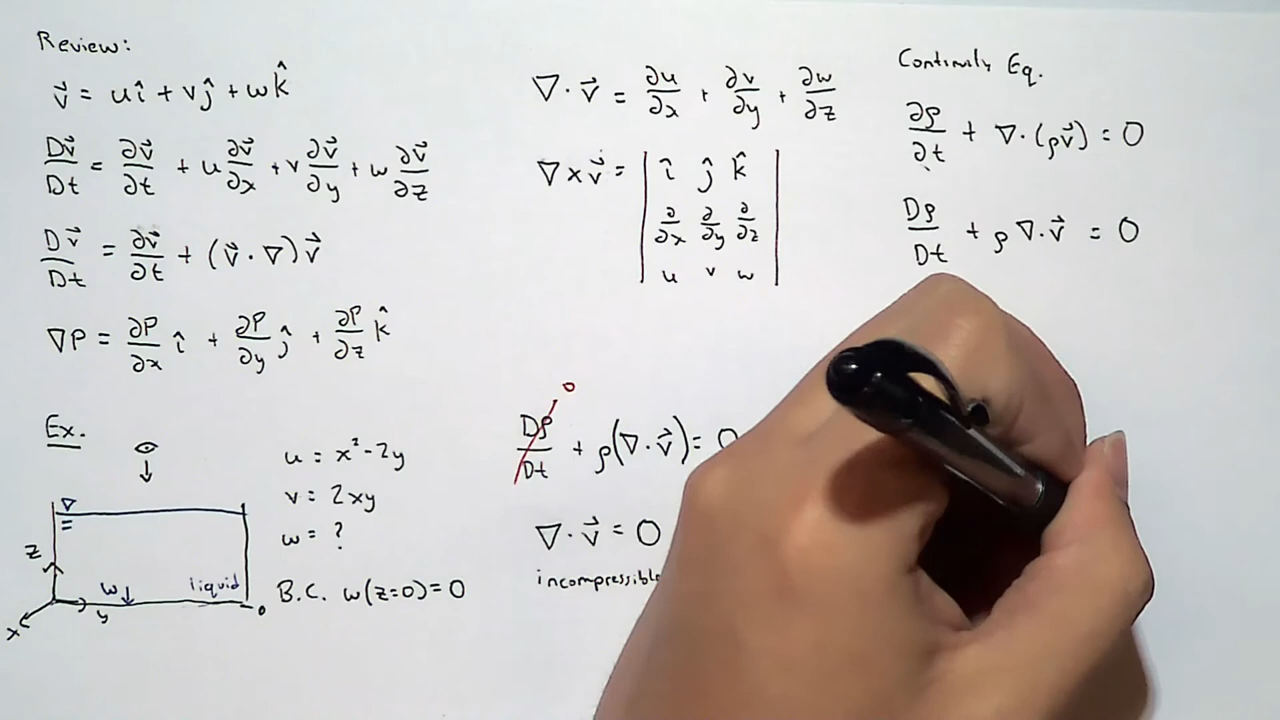 Review:
v⃗ = uî + vĵ + wk̂
Dv⃗/Dt = ∂v⃗/∂t + u ∂v⃗/∂x + v ∂v⃗/∂y + w ∂v⃗/∂z
Dv⃗/Dt = ∂v⃗/∂t + (v⃗ · ∇)v⃗
∇P = ∂P/∂x î + ∂P/∂y ĵ + ∂P/∂z k̂
∇ · v⃗ = ∂u/∂x + ∂v/∂y + ∂w/∂z
∇ x v⃗ =
î ĵ k̂
∂/∂x ∂/∂y ∂/∂z
u v w
Continuity Eq.
∂ρ/∂t + ∇·(ρv⃗) = 0
Dρ/Dt + ρ∇·v⃗ = 0
Ex.
z
w
liquid
x
y
u = x²-2y
v = 2xy
w = ?
B.C. w(z=0)=0
0
Dρ/Dt + ρ(∇·v⃗) = 0
∇·v⃗ = 0
incompressible